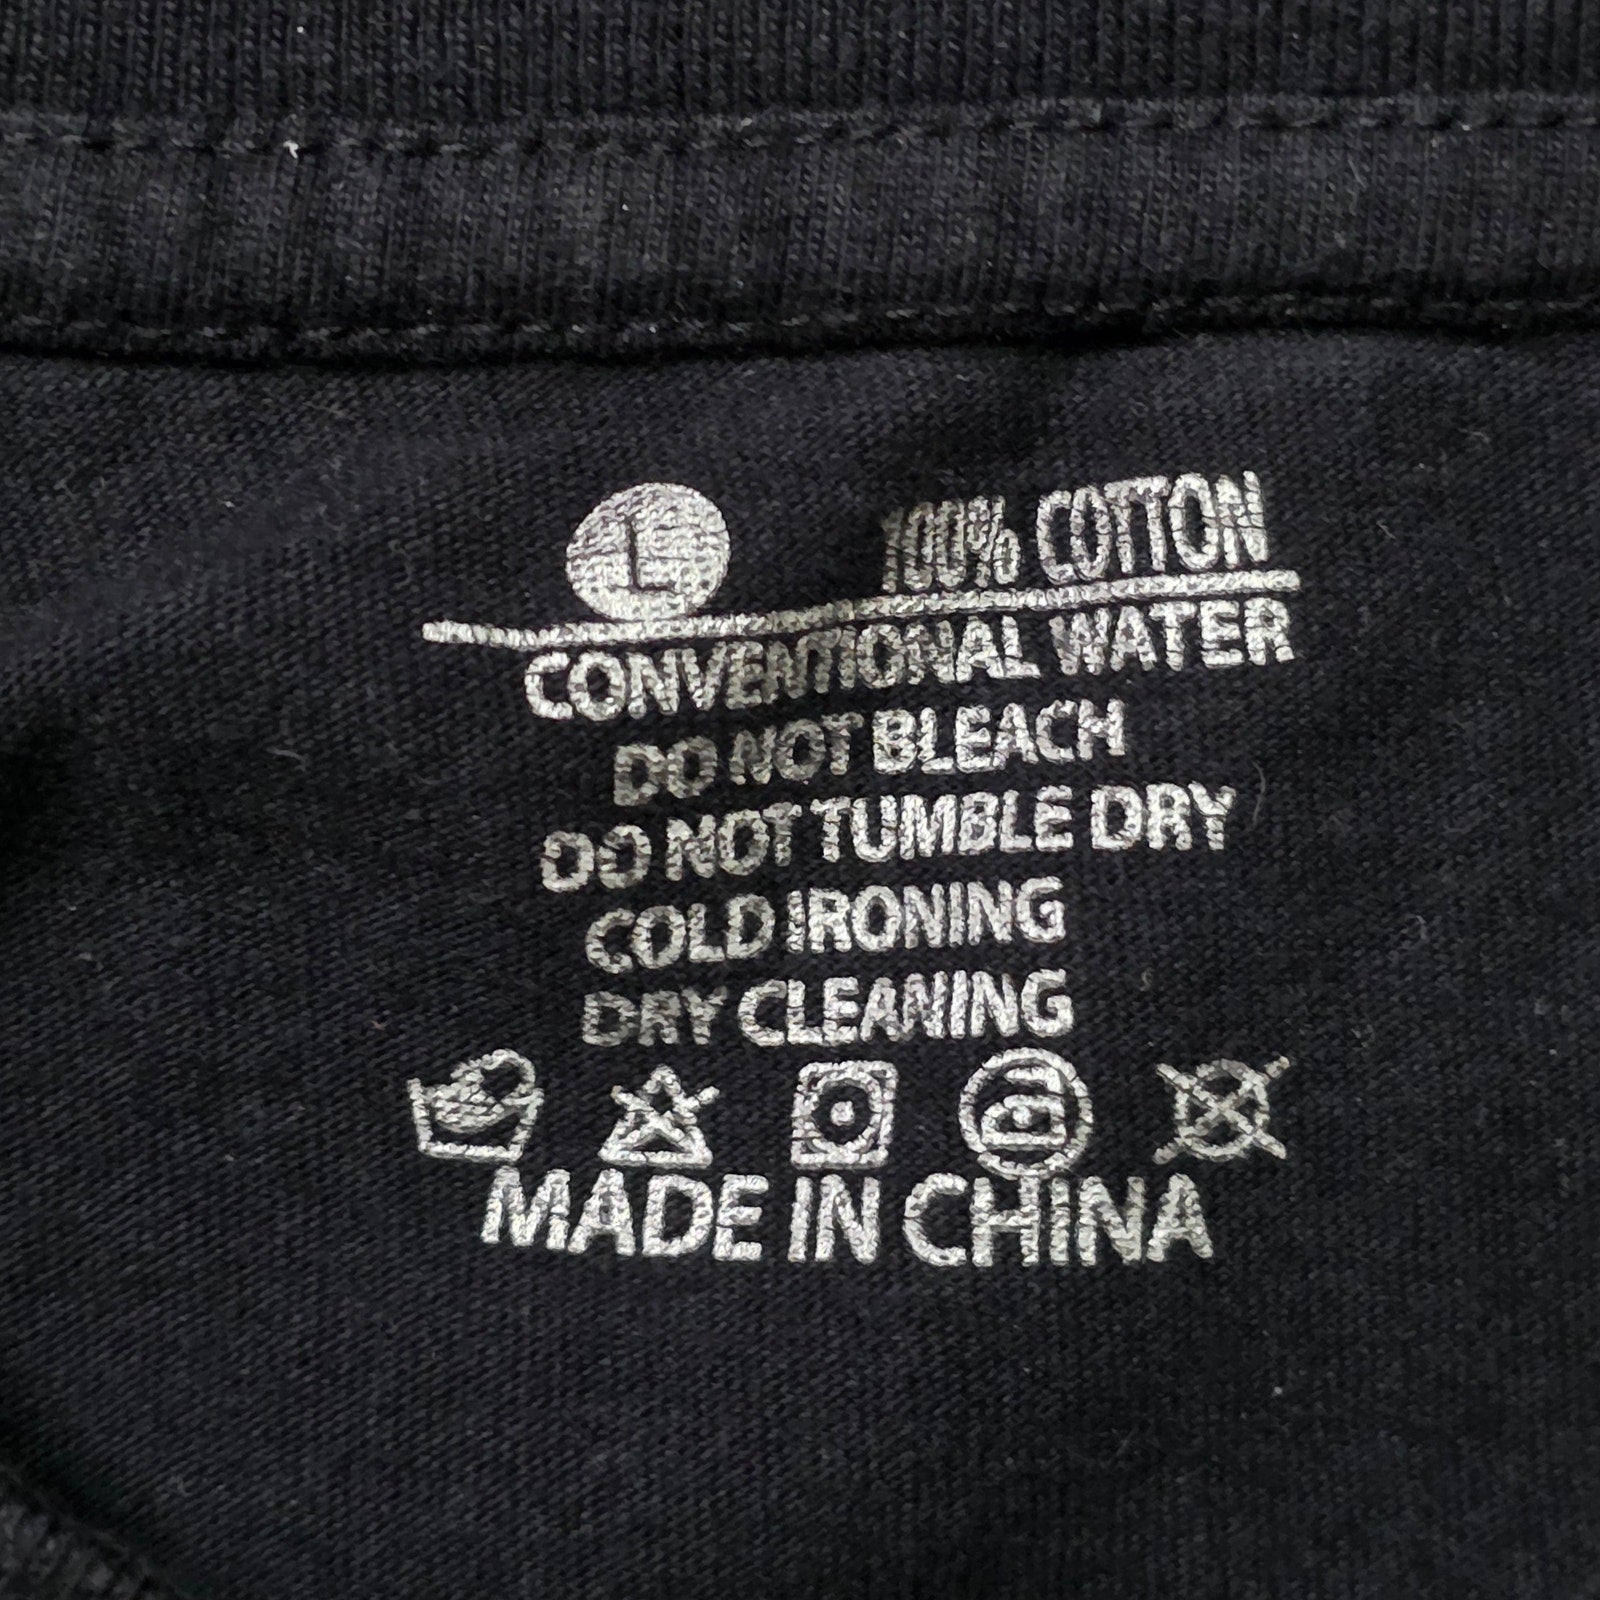 L 100% COTTON
CONVENTIONAL WATER
DO NOT BLEACH
DO NOT TUMBLE DRY
COLD IRONING
DRY CLEANING
MADE IN CHINA